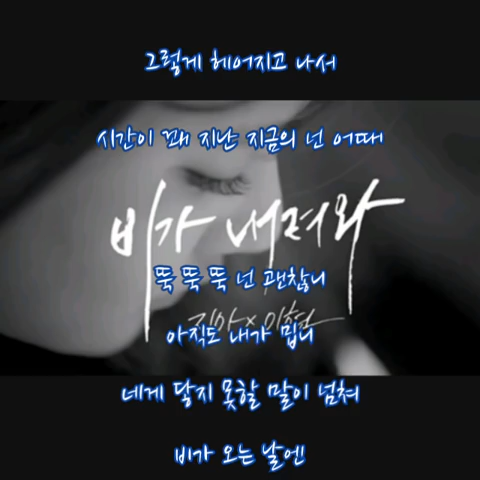 그렇게 헤어지고 나서
시간이 꽤 지난 지금의 넌 어때
비가 내려와
뚝 뚝 뚝 넌 괜찮니
아직도 내가 밉니
네게 닿지 못할 말이 넘쳐
비가 오는 날엔